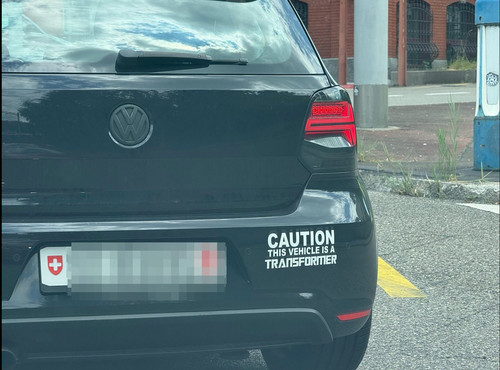 CAUTION
THIS VEHICLE IS A
TRANSFORMER